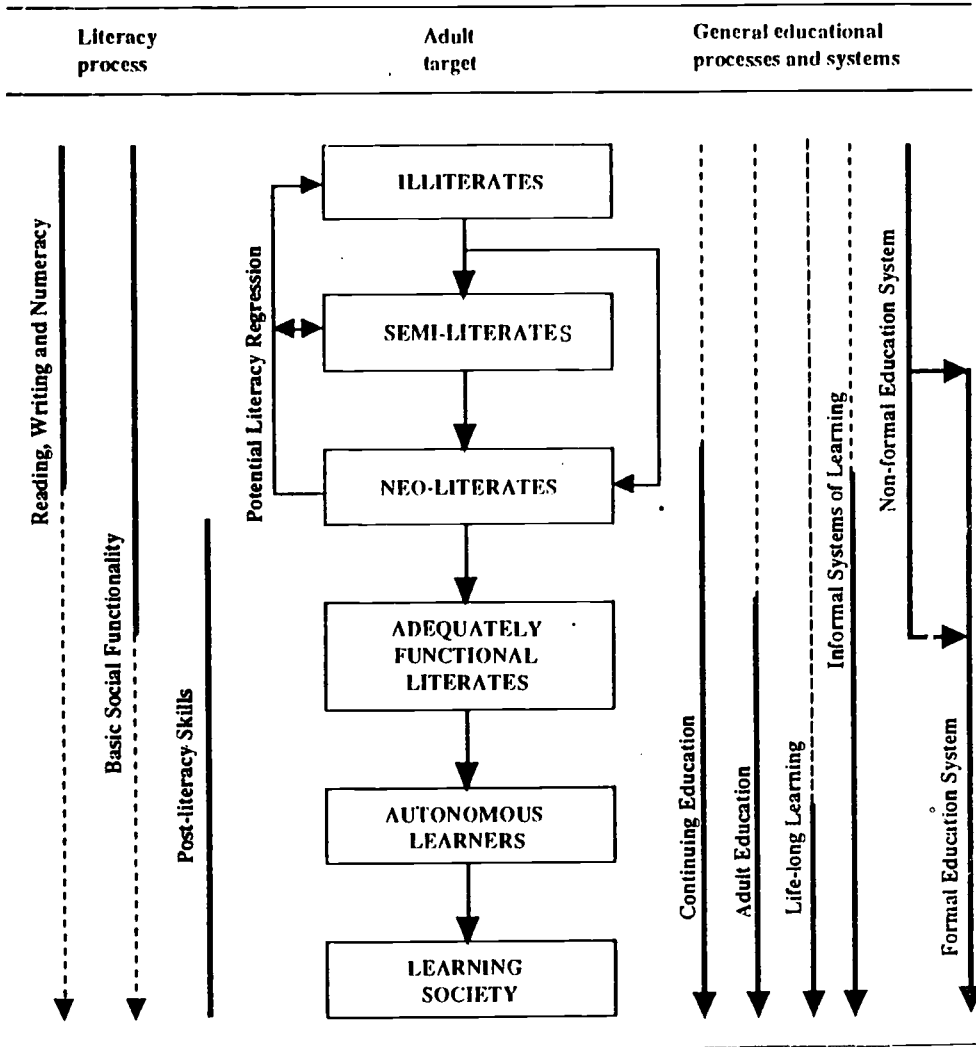 Literacy
process
Adult
target
General educational
processes and systems
Reading, Writing and Numeracy
Basic Social Functionality
Post-literacy Skills
Potential Literacy Regression
ILLITERATES
SEMI-LITERATES
NEO-LITERATES
ADEQUATELY
FUNCTIONAL
LITERATES
AUTONOMOUS
LEARNERS
LEARNING
SOCIETY
Continuing Education
Adult Education
Life-long Learning
Informal Systems of Learning
Non-formal Education System
Formal Education System